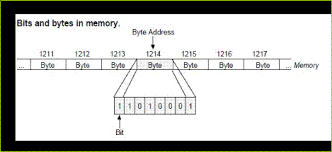 Bits and bytes in memory.
Byte Address
1211 1212 1213 1214 1215 1216 1217
... Byte Byte Byte Byte Byte Byte Byte ... Memory
1 1 0 1 0 0 0 1
Bit